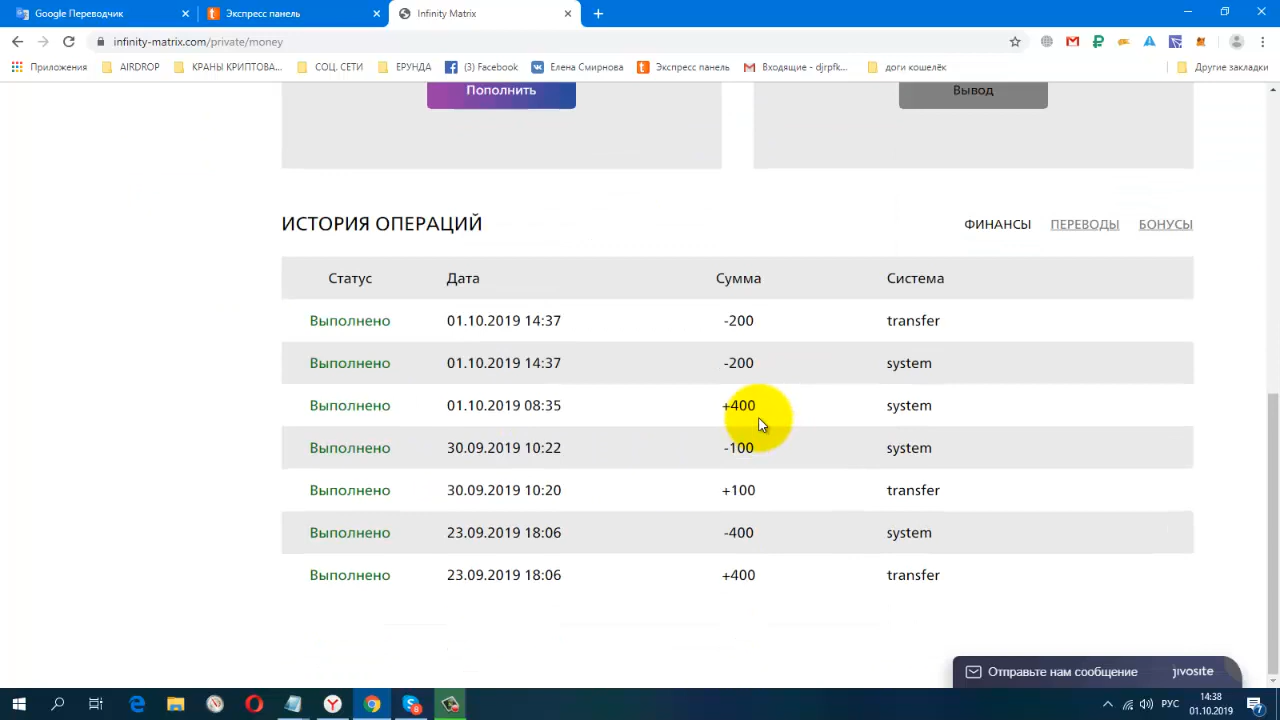 Google Переводчик
Экспресс панель
Infinity Matrix
infinity-matrix.com/private/money
Приложения
AIRDROP
КРАНЫ КРИПТОВА...
СОЦ. СЕТИ
ЕРУНДА
(3) Facebook
Елена Смирнова
Экспресс панель
Входящие - djrpfk...
доги кошелёк
Другие закладки
Пополнить
Вывод
ИСТОРИЯ ОПЕРАЦИЙ
ФИНАНСЫ ПЕРЕВОДЫ БОНУСЫ
Статус Дата Сумма Система
Выполнено 01.10.2019 14:37 -200 transfer
Выполнено 01.10.2019 14:37 -200 system
Выполнено 01.10.2019 08:35 +400 system
Выполнено 30.09.2019 10:22 -100 system
Выполнено 30.09.2019 10:20 +100 transfer
Выполнено 23.09.2019 18:06 -400 system
Выполнено 23.09.2019 18:06 +400 transfer
Отправьте нам сообщение jivosite
РУС
14:38
01.10.2019